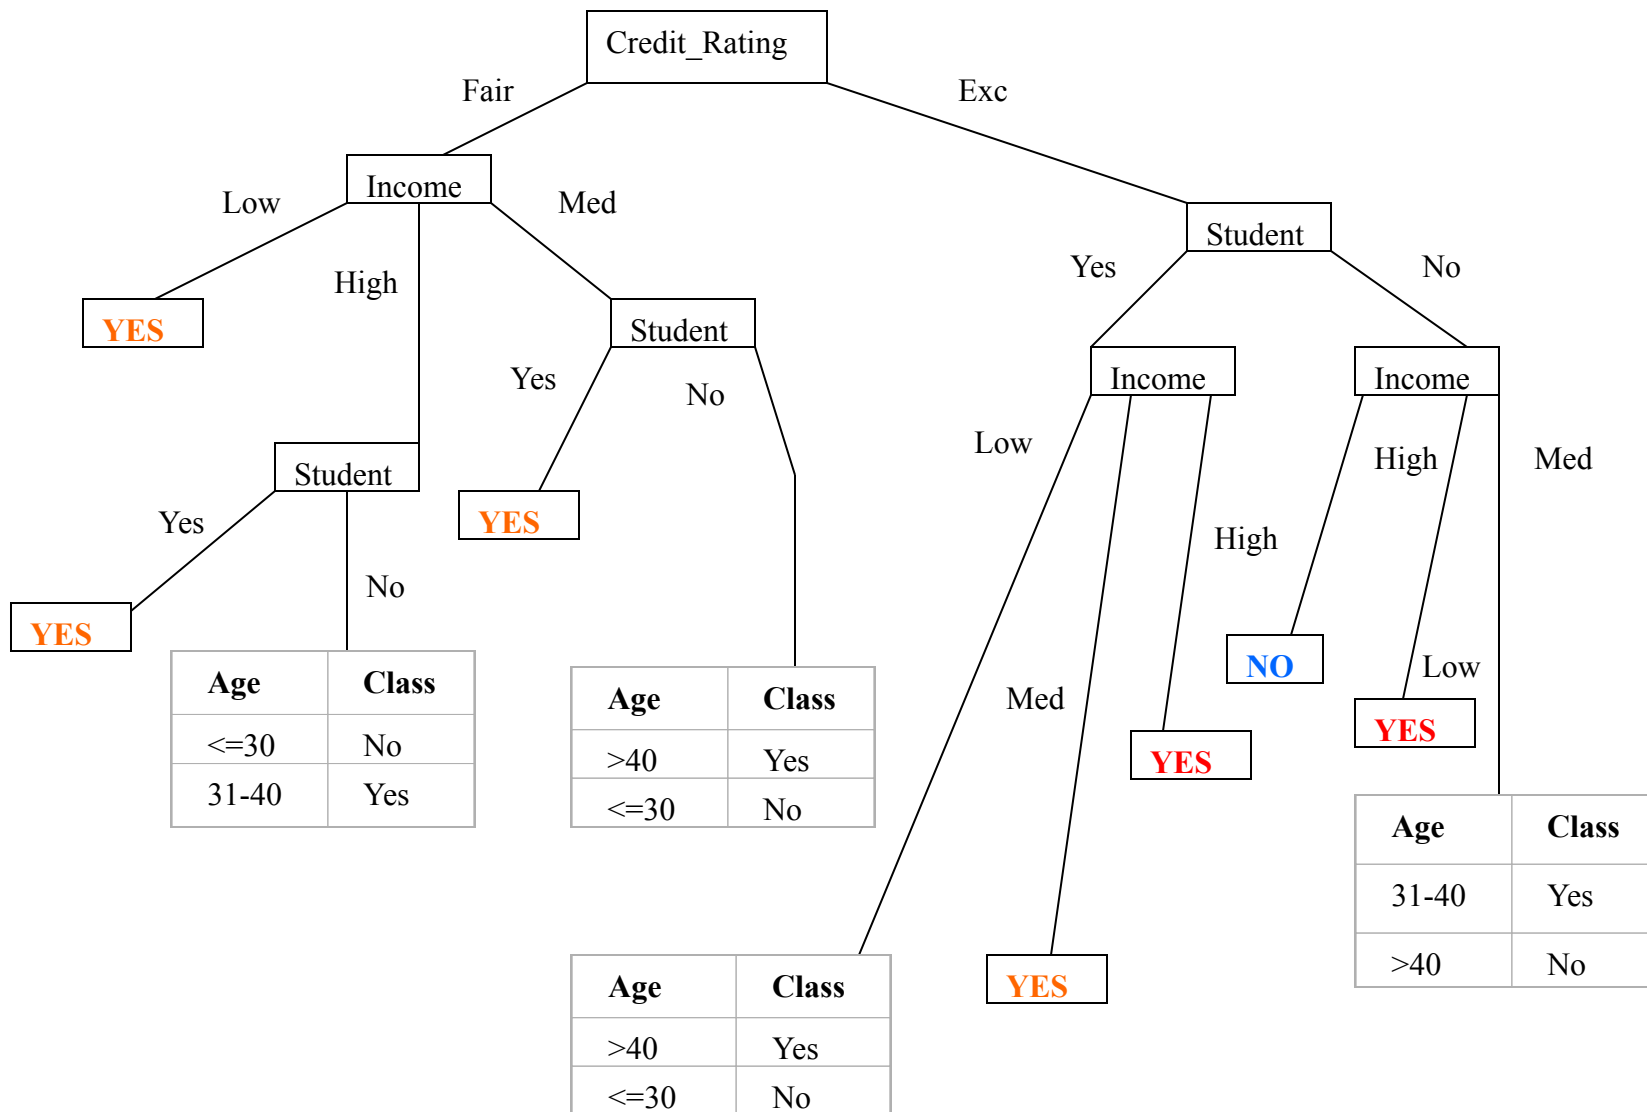 Credit_Rating
Fair
Exc
Income
Low
Med
High
Student
Yes
No
YES
Student
Yes
No
Income
Income
Low
High
Med
Student
Yes
No
YES
High
YES
Med
NO
Low
YES
YES
Age Class
<=30 No
31-40 Yes
Age Class
>40 Yes
<=30 No
YES
Age Class
31-40 Yes
>40 No
Age Class
>40 Yes
<=30 No
YES